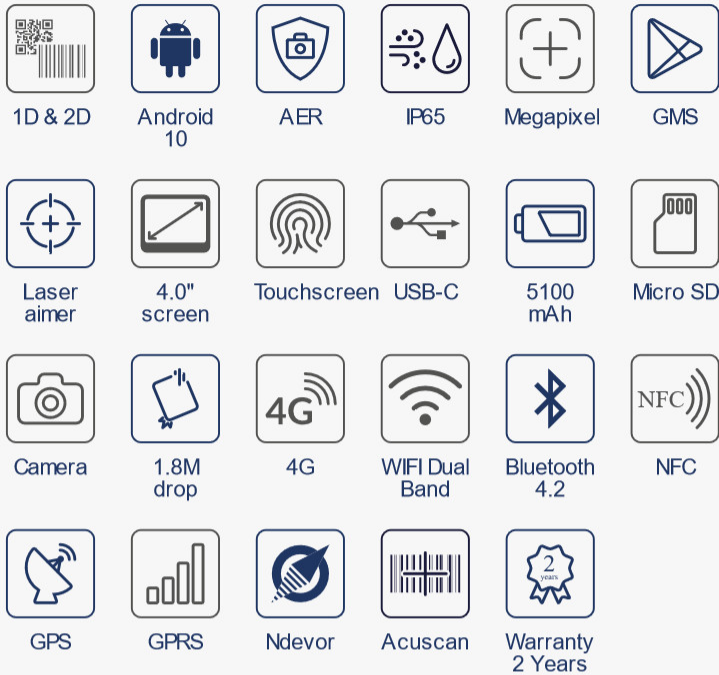 1D & 2D
Android
10
AER
IP65
Megapixel
GMS
Laser
aimer
4.0"
screen
Touchscreen
USB-C
5100
mAh
Micro SD
Camera
1.8M
drop
4G
4G
WIFI Dual
Band
Bluetooth
4.2
NFC
NFC
GPS
GPRS
Ndevor
Acuscan
2
years
Warranty
2 Years